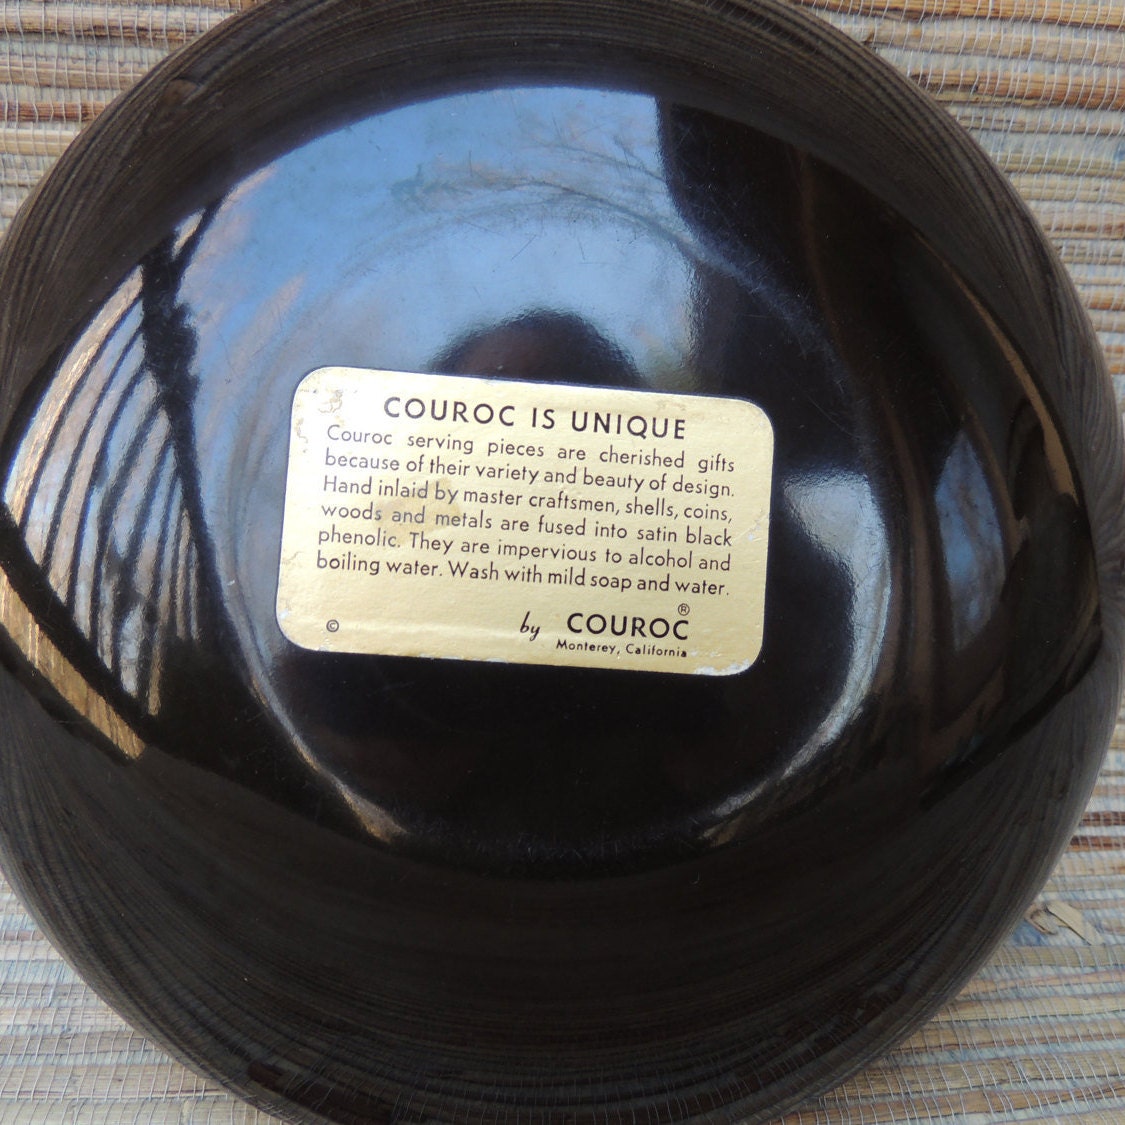 COUROC IS UNIQUE
Couroc serving pieces are cherished gifts
because of their variety and beauty of design.
Hand inlaid by master craftsmen, shells, coins,
woods and metals are fused into satin black
phenolic. They are impervious to alcohol and
boiling water. Wash with mild soap and water.
© by COUROC®
Monterey, California